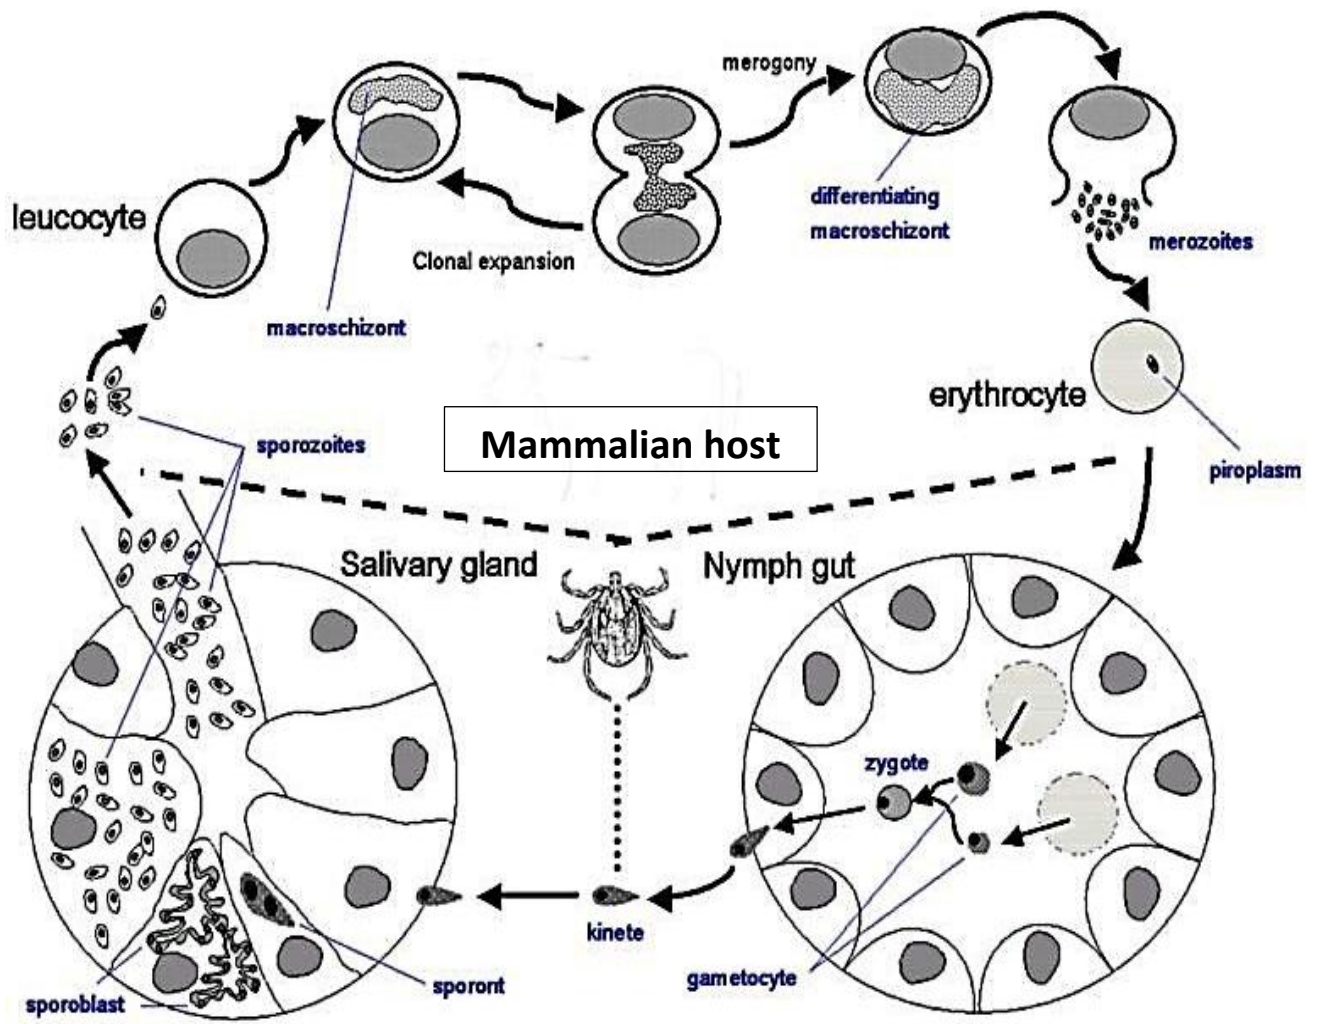 merogony
leucocyte
differentiating
macroschizont
merozoites
Clonal expansion
macroschizont
erythrocyte
sporozoites
Mammalian host
piroplasm
Salivary gland
Nymph gut
zygote
kinete
gametocyte
sporont
sporoblast